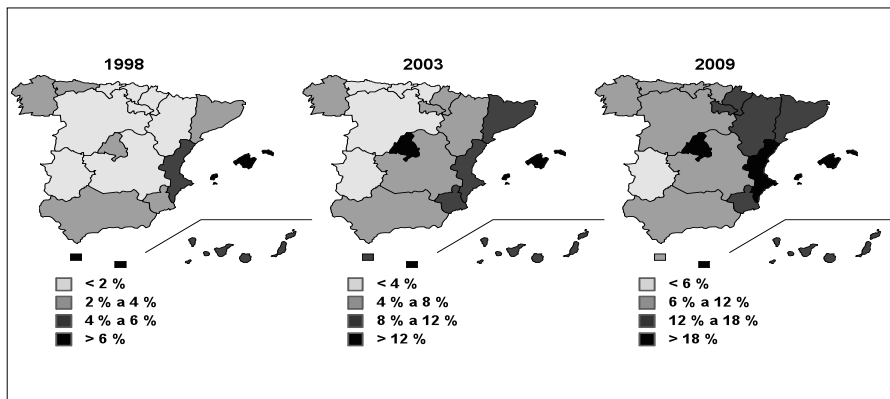 1998
< 2 %
2 % a 4 %
4 % a 6 %
> 6 %
2003
< 4 %
4 % a 8 %
8 % a 12 %
> 12 %
2009
< 6 %
6 % a 12 %
12 % a 18 %
> 18 %